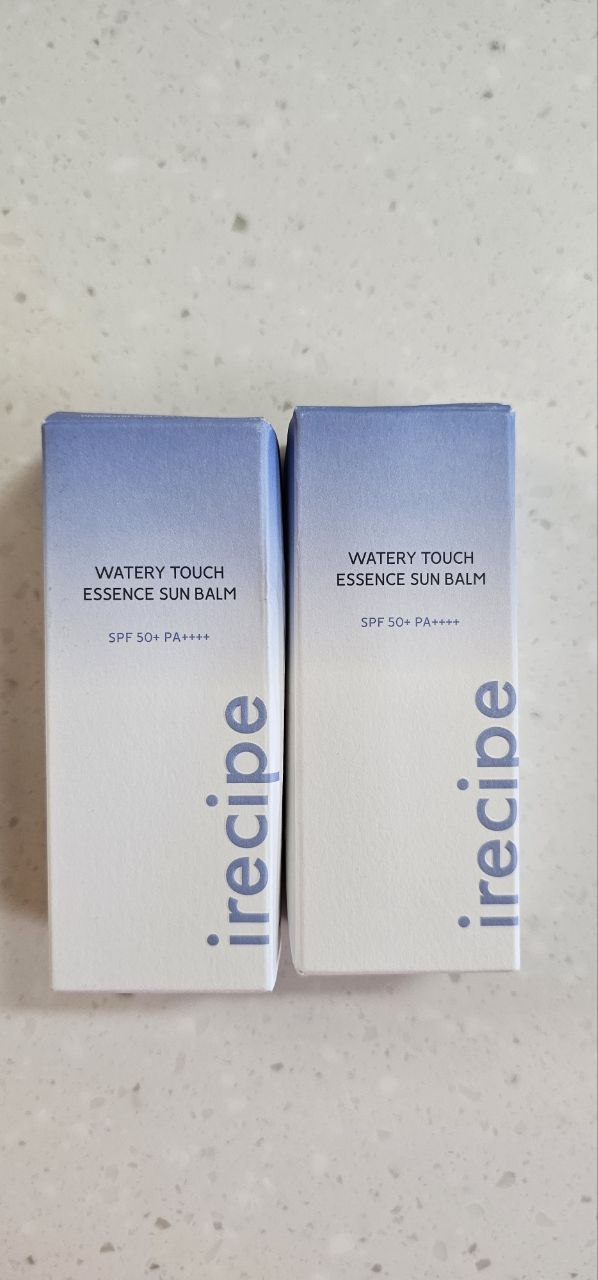 WATERY TOUCH
ESSENCE SUN BALM
SPF 50+ PA++++
irecipe
WATERY TOUCH
ESSENCE SUN BALM
SPF 50+ PA++++
irecipe